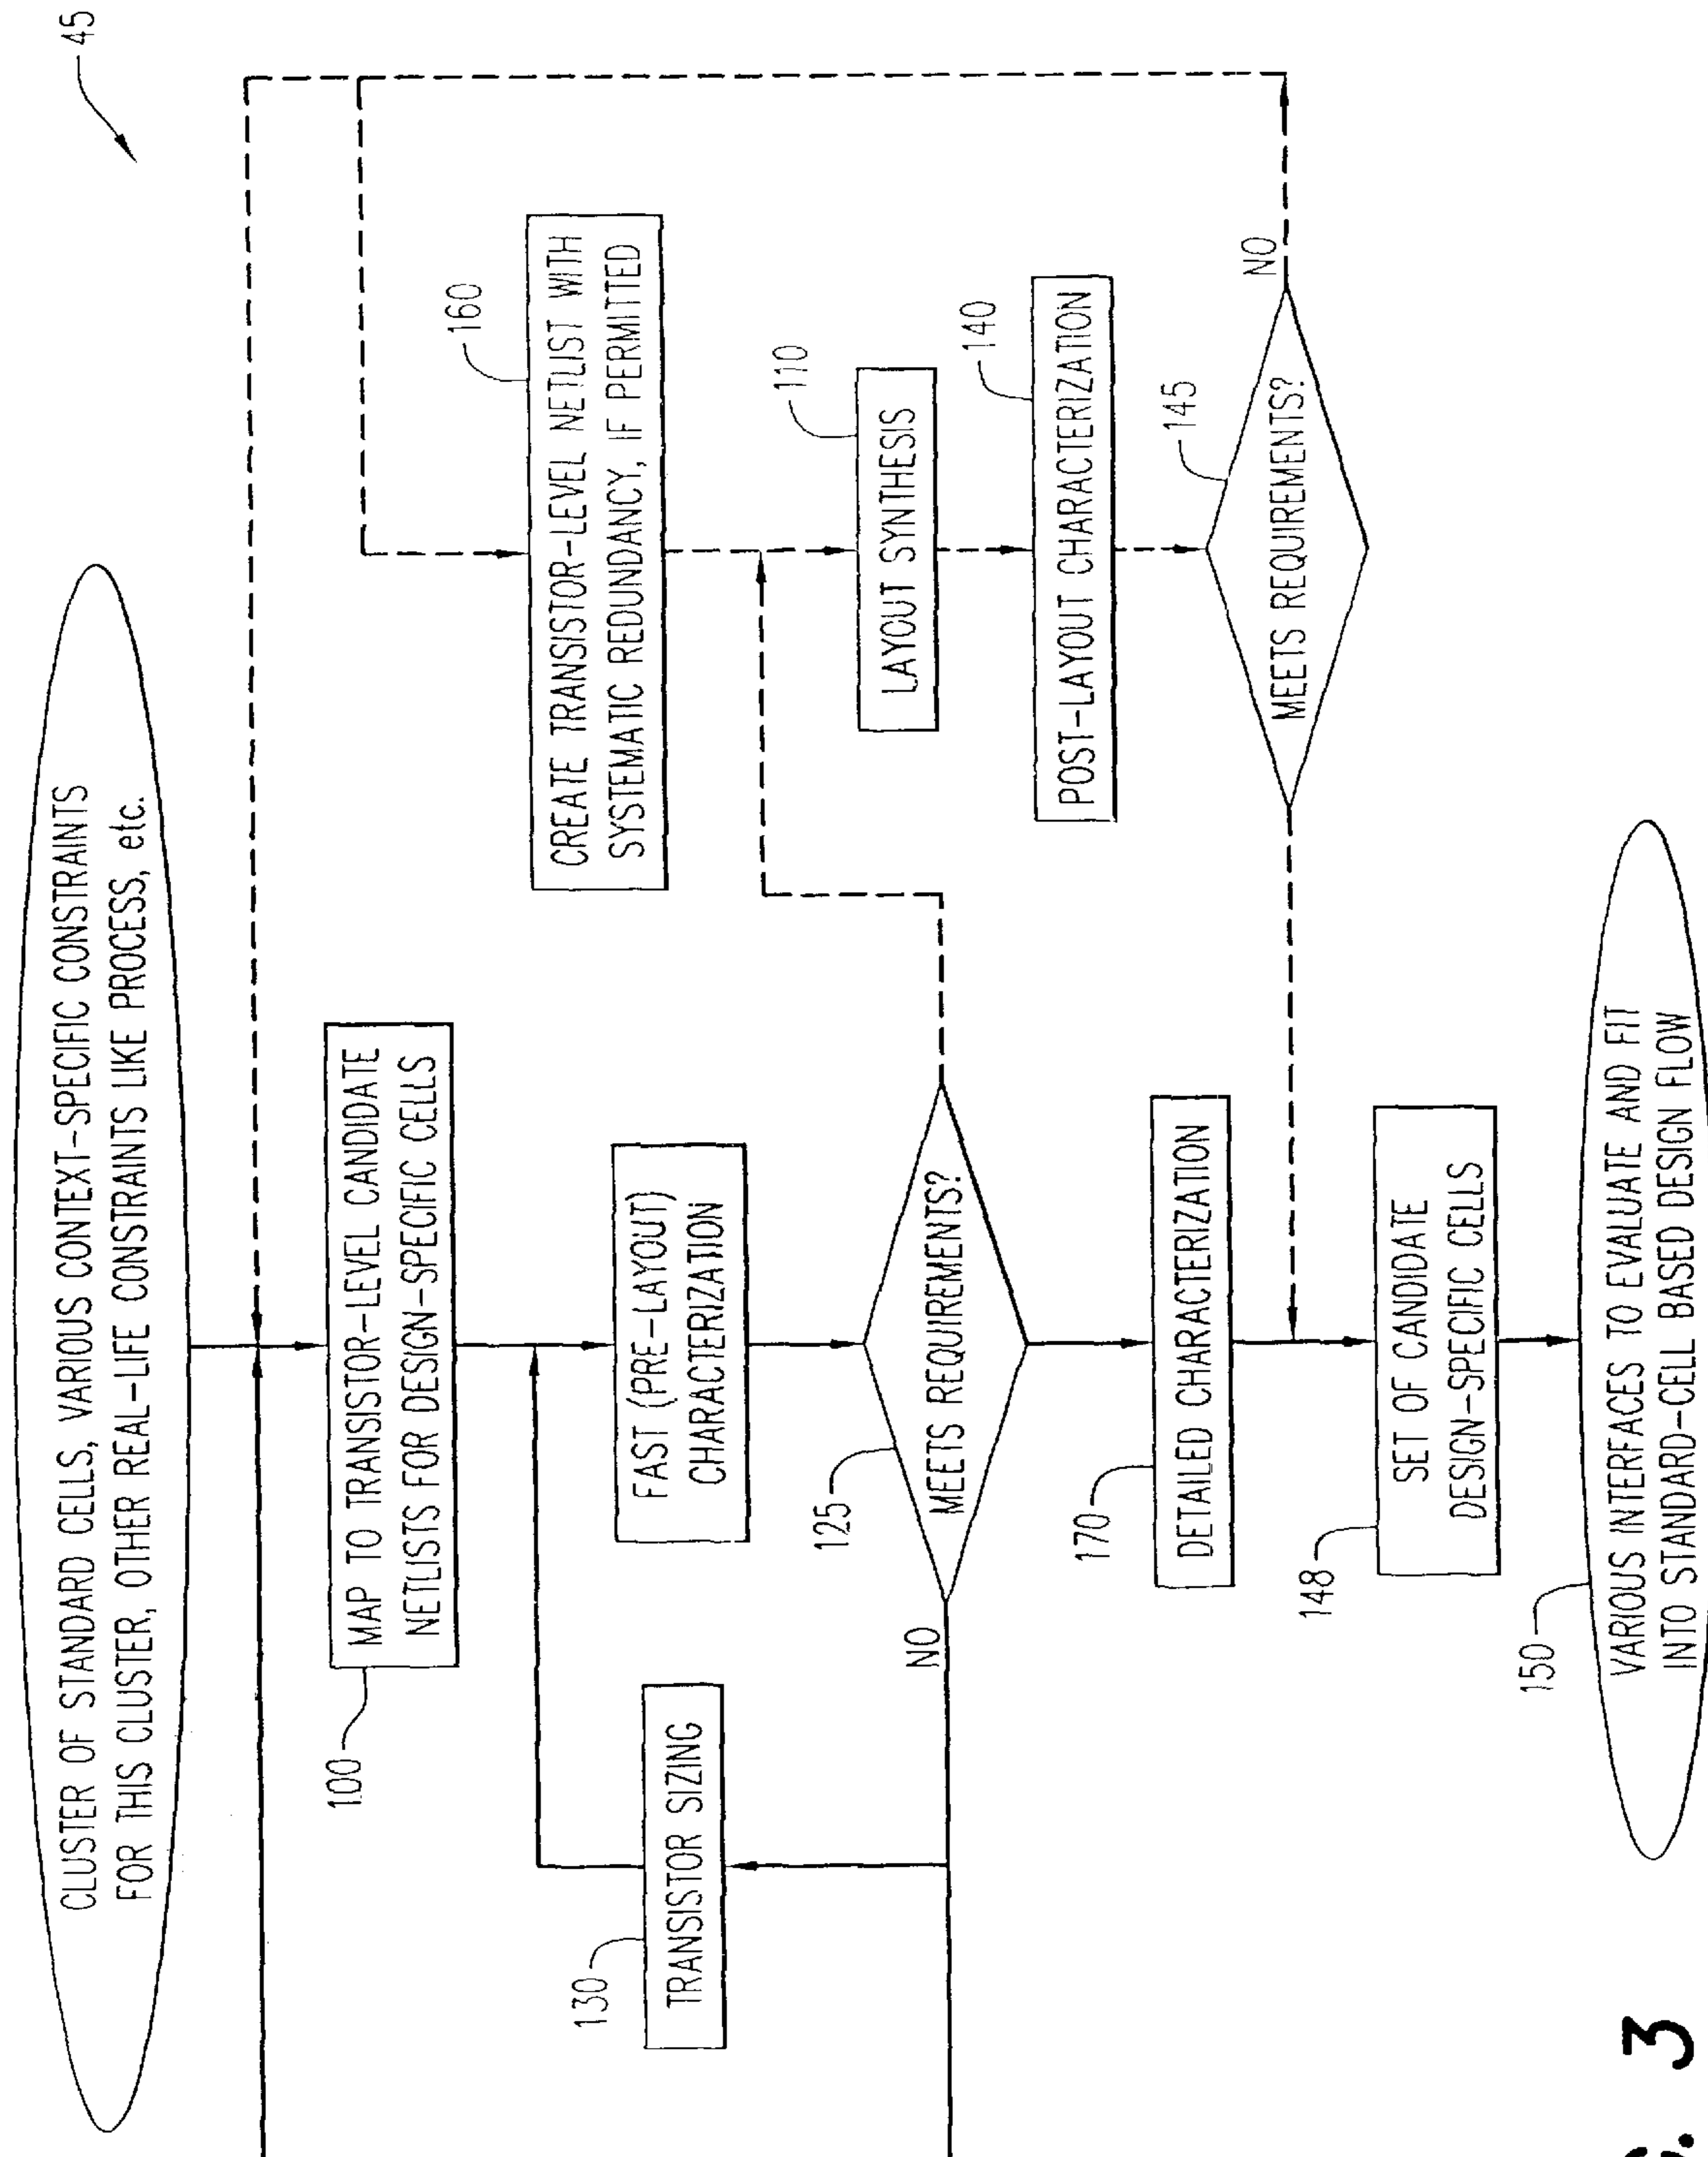 45
CLUSTER OF STANDARD CELLS, VARIOUS CONTEXT-SPECIFIC CONSTRAINTS
FOR THIS CLUSTER, OTHER REAL-LIFE CONSTRAINTS LIKE PROCESS, etc.
100
MAP TO TRANSISTOR-LEVEL CANDIDATE
NETLISTS FOR DESIGN-SPECIFIC CELLS
160
CREATE TRANSISTOR-LEVEL NETLIST WITH
SYSTEMATIC REDUNDANCY, IF PERMITTED
130
TRANSISTOR SIZING
FAST (PRE-LAYOUT)
CHARACTERIZATION
110
LAYOUT SYNTHESIS
125
MEETS REQUIREMENTS?
NO
140
POST-LAYOUT CHARACTERIZATION
170
DETAILED CHARACTERIZATION
145
MEETS REQUIREMENTS?
NO
148
SET OF CANDIDATE
DESIGN-SPECIFIC CELLS
150
VARIOUS INTERFACES TO EVALUATE AND FIT
INTO STANDARD-CELL BASED DESIGN FLOW
3